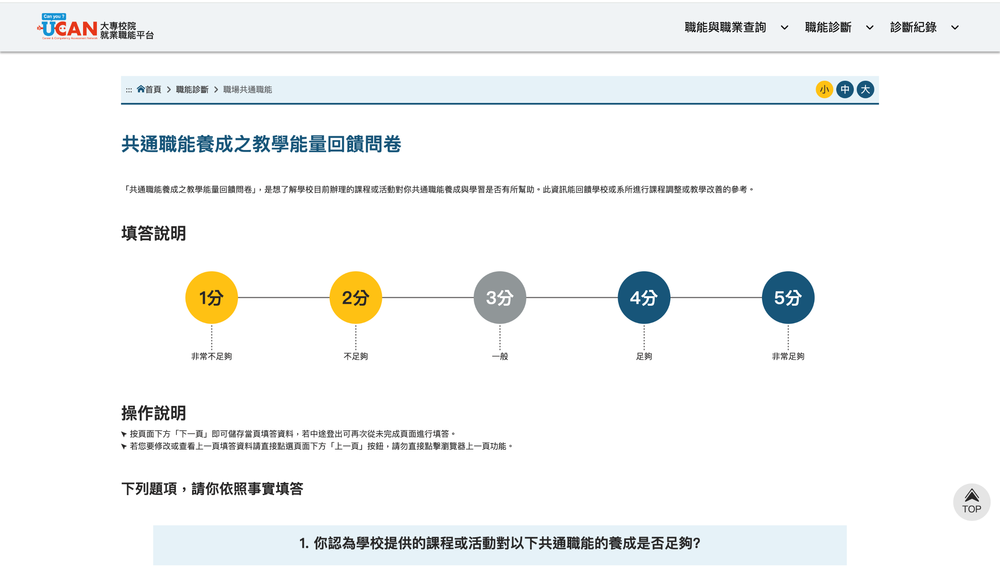 Can you ?
UCAN
Career & Competency Assessment Network
大專校院
就業職能平台
職能與職業查詢
職能診斷
診斷紀錄
::: 首頁 > 職能診斷 > 職場共通職能
小 中 大
共通職能養成之教學能量回饋問卷
「共通職能養成之教學能量回饋問卷」，是想了解學校目前辦理的課程或活動對你共通職能養成與學習是否有所幫助。此資訊能回饋學校或系所進行課程調整或教學改善的參考。
填答說明
1分 2分 3分 4分 5分
非常不足夠 不足夠 一般 足夠 非常足夠
操作說明
按頁面下方「下一頁」即可儲存當頁填答資料，若中途登出可再次從未完成頁面進行填答。
若您要修改或查看上一頁填答資料請直接點選頁面下方「上一頁」按鈕，請勿直接點擊瀏覽器上一頁功能。
下列題項，請你依照事實填答
TOP
1. 你認為學校提供的課程或活動對以下共通職能的養成是否足夠?